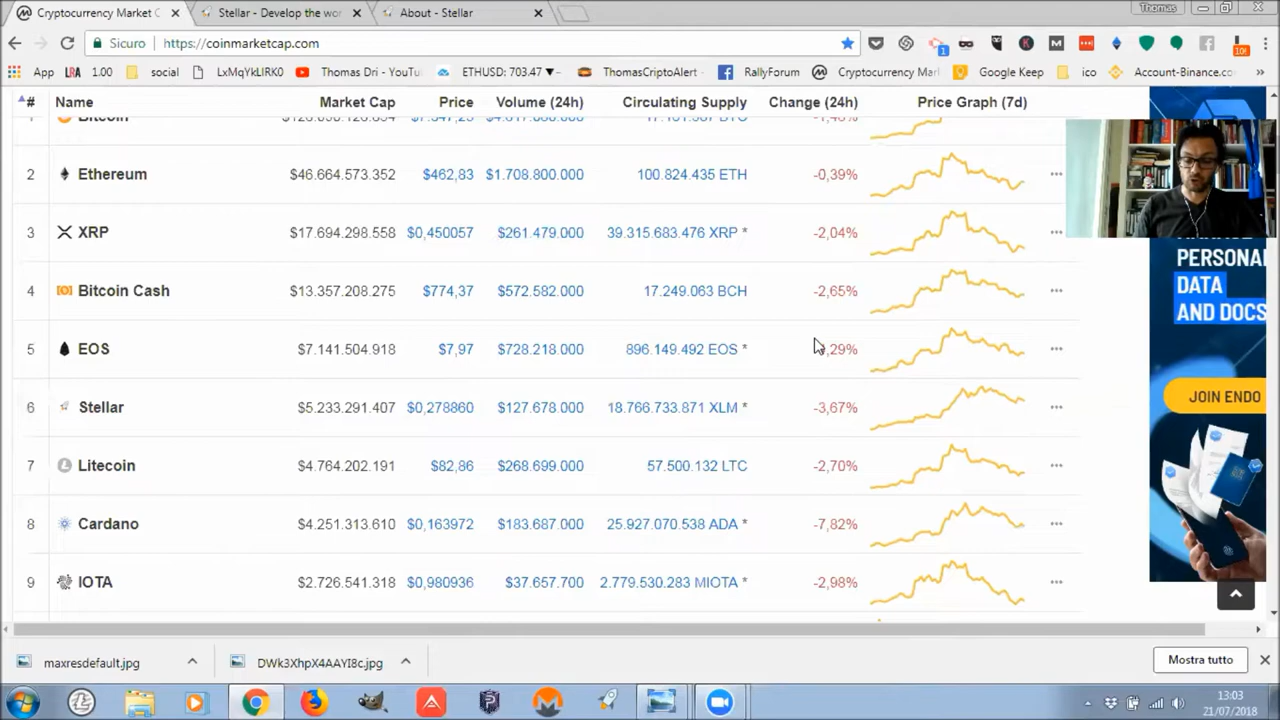 Cryptocurrency Market C
Stellar - Develop the wor
About - Stellar
Thomas
Sicuro
https://coinmarketcap.com
1
10!
App
LRA 1.00
social
LxMqYkLIRK0
Thomas Dri - YouTu
ETHUSD: 703.47 ▼
ThomasCriptoAlert -
RallyForum
Cryptocurrency Mark
Google Keep
ico
Account-Binance.co
»
# Name Market Cap Price Volume (24h) Circulating Supply Change (24h) Price Graph (7d)
Bitcoin
2 Ethereum $46.664.573.352 $462,83 $1.708.800.000 100.824.435 ETH -0,39%
3 XRP $17.694.298.558 $0,450057 $261.479.000 39.315.683.476 XRP * -2,04%
4 Bitcoin Cash $13.357.208.275 $774,37 $572.582.000 17.249.063 BCH -2,65%
5 EOS $7.141.504.918 $7,97 $728.218.000 896.149.492 EOS * ,29%
6 Stellar $5.233.291.407 $0,278860 $127.678.000 18.766.733.871 XLM * -3,67%
7 Litecoin $4.764.202.191 $82,86 $268.699.000 57.500.132 LTC -2,70%
8 Cardano $4.251.313.610 $0,163972 $183.687.000 25.927.070.538 ADA * -7,82%
9 IOTA $2.726.541.318 $0,980936 $37.657.700 2.779.530.283 MIOTA * -2,98%
PERSONA
DATA
AND DOCS
JOIN ENDO
maxresdefault.jpg
DWk3XhpX4AAYI8c.jpg
Mostra tutto
13:03
21/07/2018